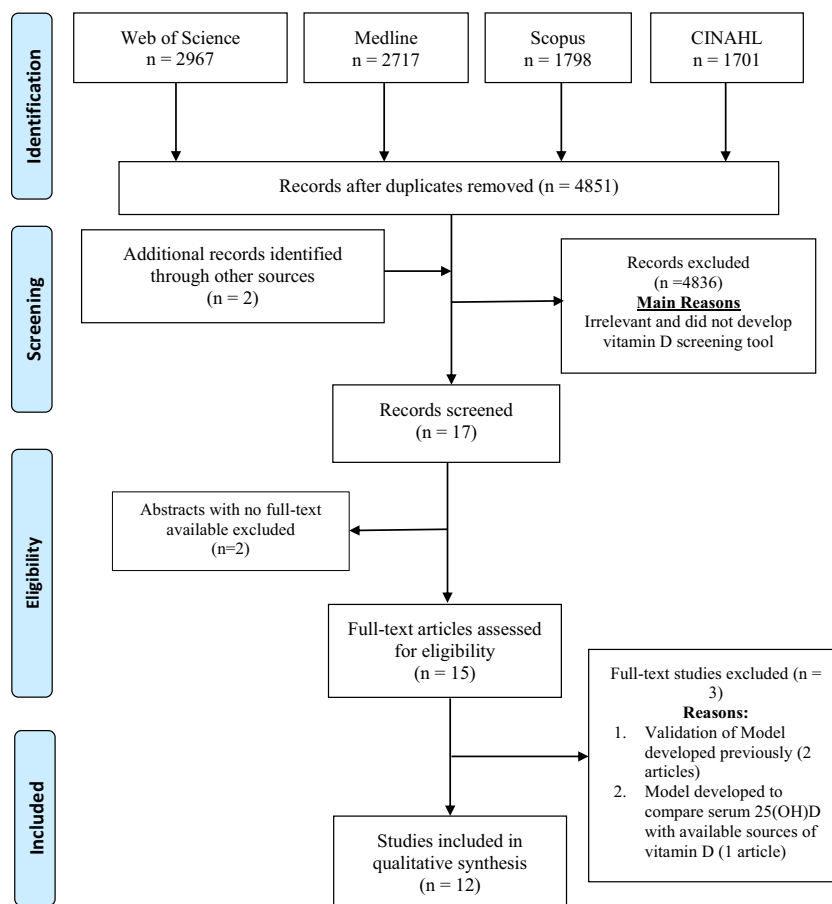 Identification
Web of Science
n = 2967
Medline
n = 2717
Scopus
n = 1798
CINAHL
n = 1701
Records after duplicates removed (n = 4851)
Screening
Additional records identified
through other sources
(n = 2)
Records excluded
(n =4836)
Main Reasons
Irrelevant and did not develop
vitamin D screening tool
Records screened
(n = 17)
Eligibility
Abstracts with no full-text
available excluded
(n=2)
Full-text articles assessed
for eligibility
(n = 15)
Full-text studies excluded (n =
3)
Reasons:
1. Validation of Model
developed previously (2
articles)
2. Model developed to
compare serum 25(OH)D
with available sources of
vitamin D (1 article)
Included
Studies included in
qualitative synthesis
(n = 12)